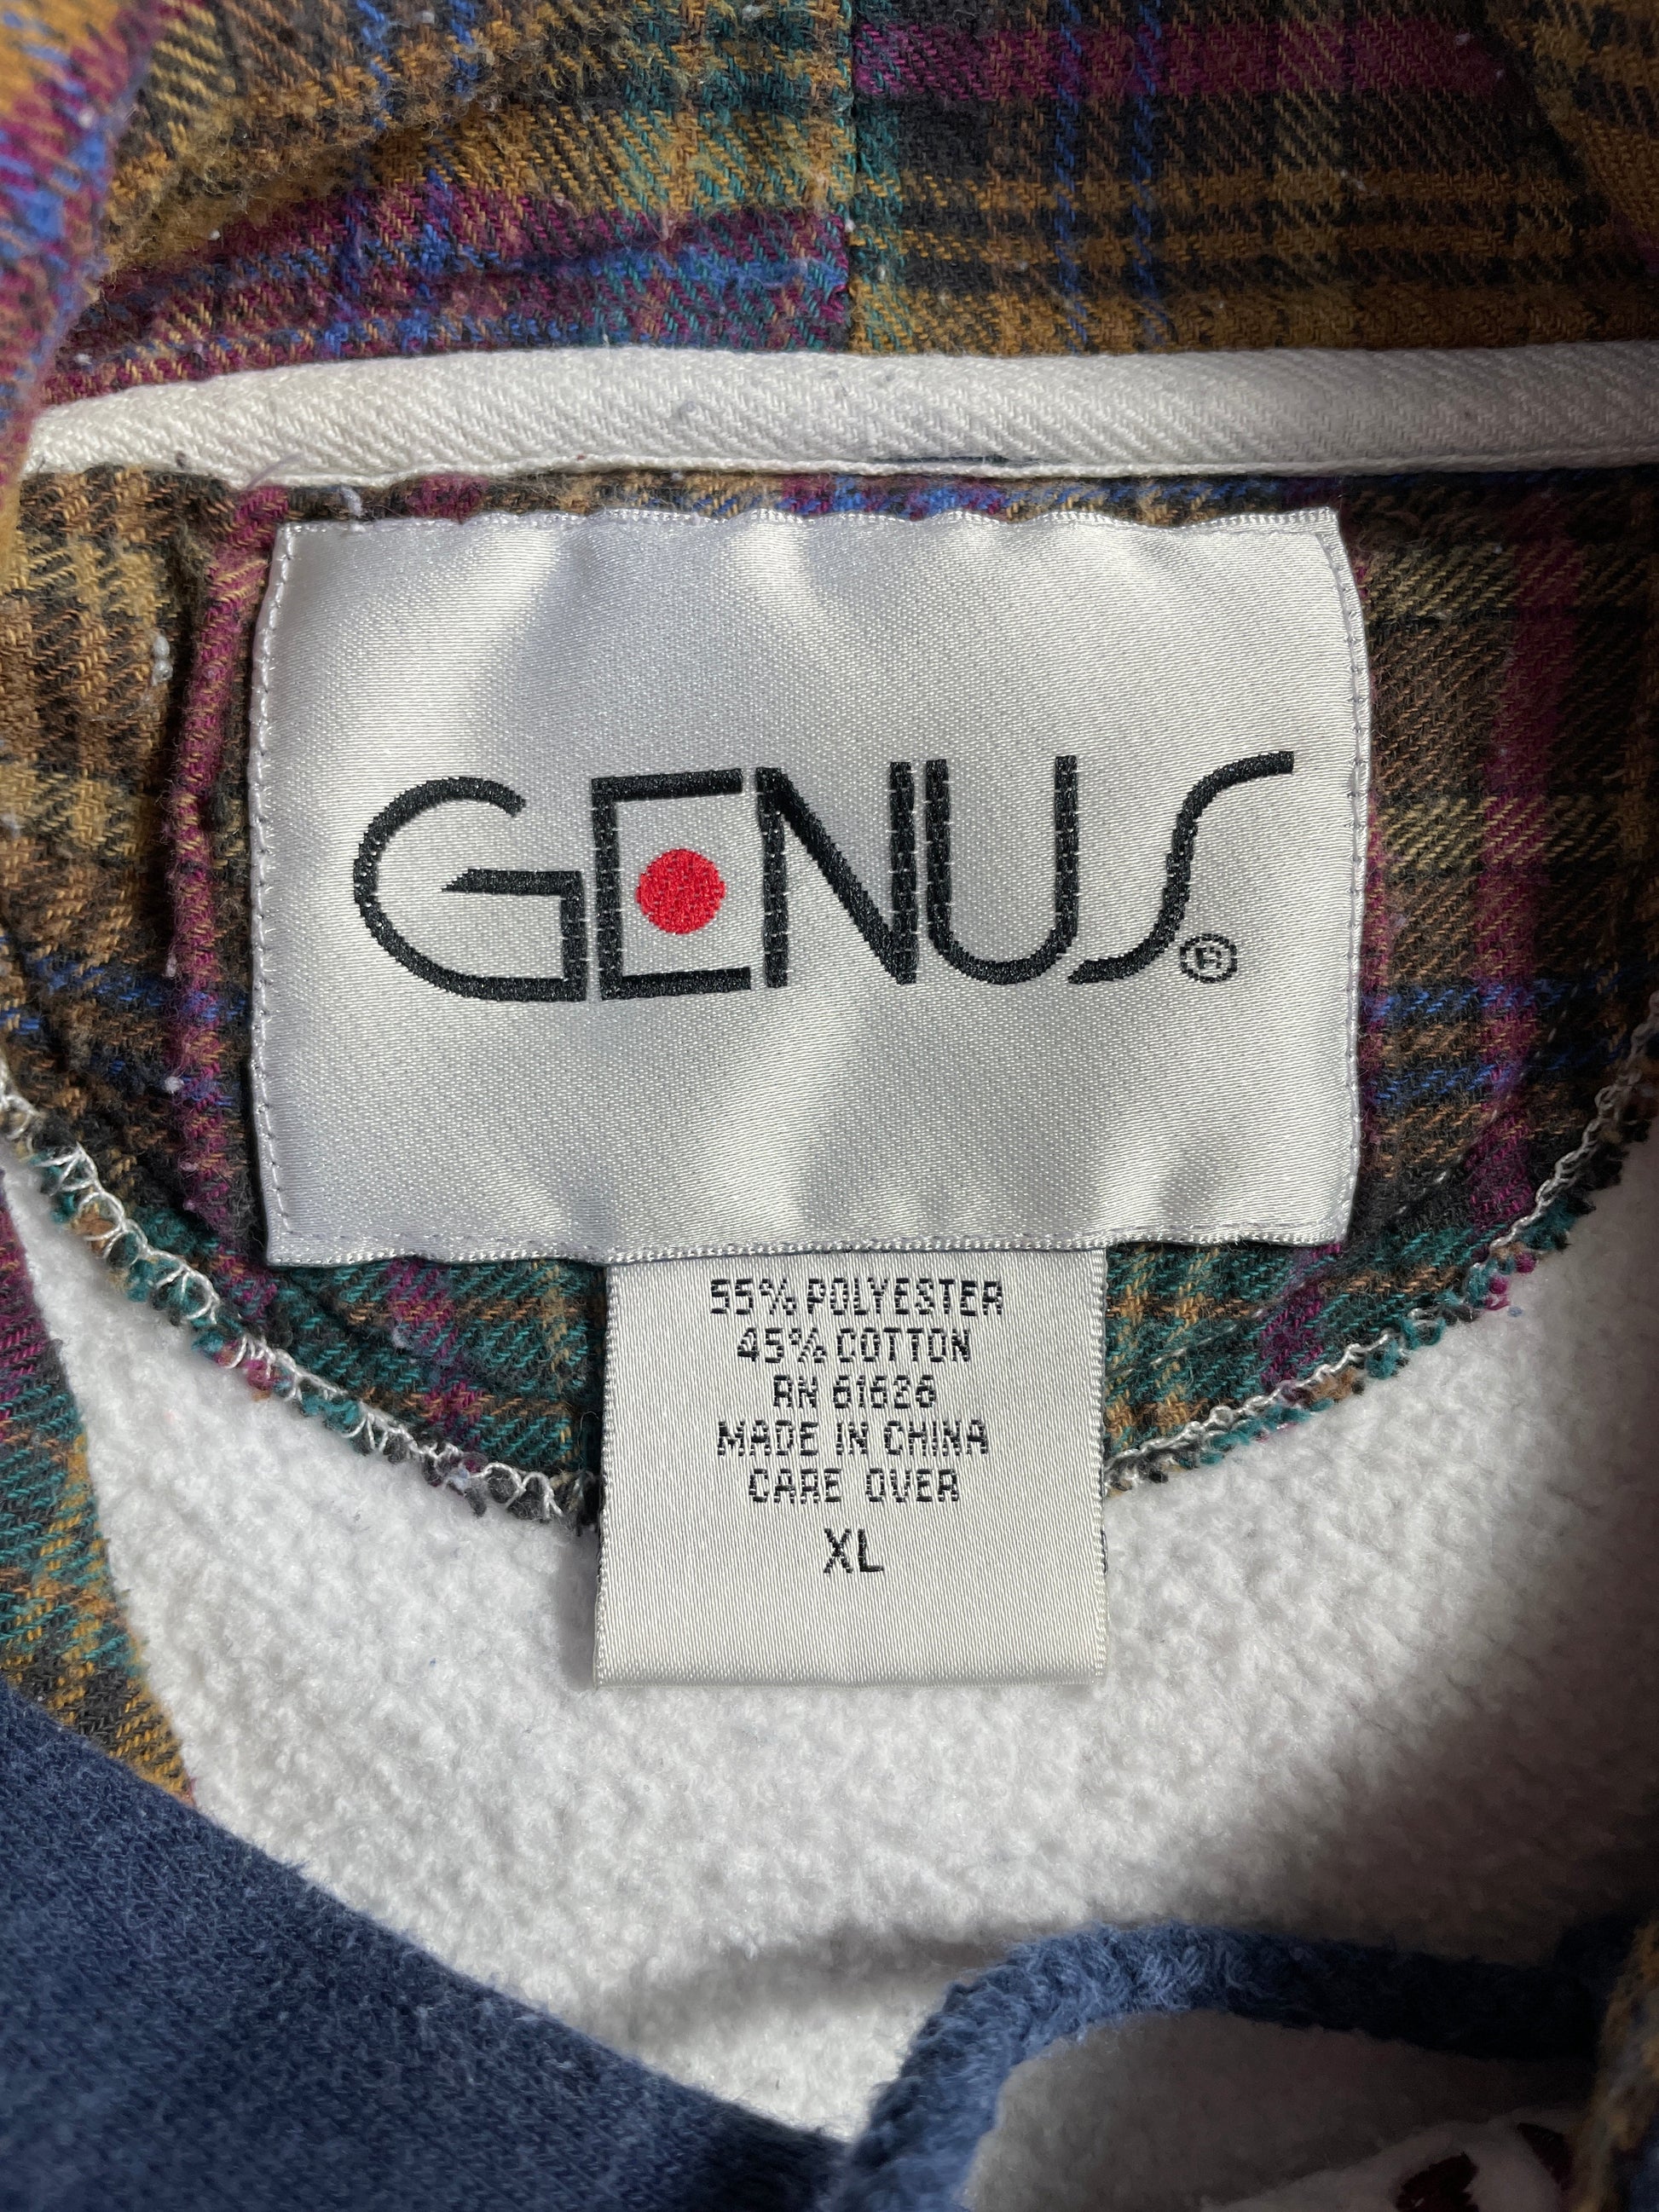 GENUS®
55% POLYESTER
45% COTTON
RN 61626
MADE IN CHINA
CARE OVER
XL